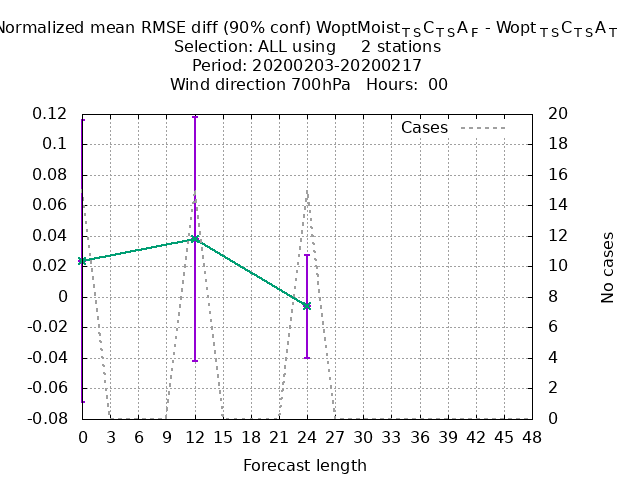 Normalized mean RMSE diff (90% conf) WoptMoistTSCTSAF - WoptTSCTSAT
Selection: ALL using 2 stations
Period: 20200203-20200217
Wind direction 700hPa Hours: 00
0.12 20
0.1 18
0.08 16
0.06 14
0.04 12
0.02 10
0 8
-0.02 6
-0.04 4
-0.06 2
-0.08 0
Cases
No cases
0 3 6 9 12 15 18 21 24 27 30 33 36 39 42 45 48
Forecast length